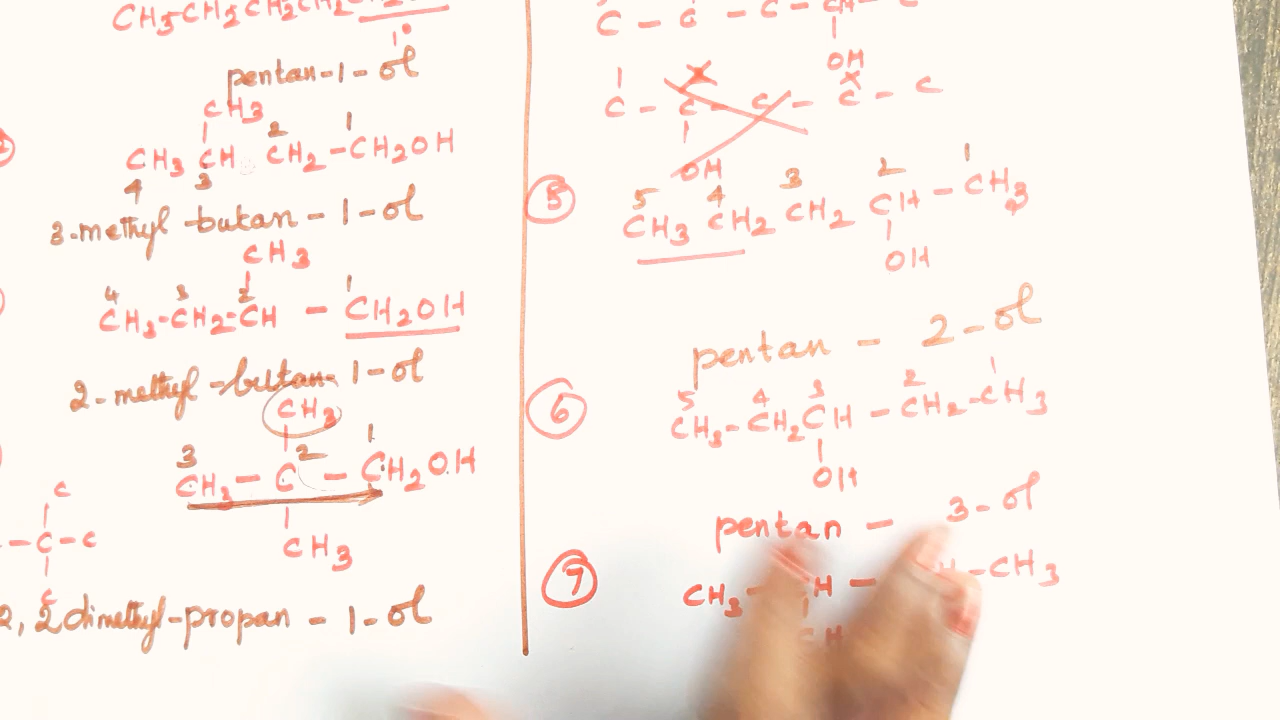 CH3CH2CH2CH2
1°
pentan-1-ol
CH3
2 1
CH3 CH CH2 - CH2OH
4 3
3-methyl-butan-1-ol
CH3
4 3 2 1
CH3-CH2-CH - CH2OH
2-methyl-butan-1-ol
CH3
3 2 1
CH3 - C - CH2OH
CH3
c
-C-c
c
2, 2dimethyl-propan-1-ol
C - C - C - CH - C
OH
C - C - C - C - C
OH
5
5 4 3 2 1
CH3 CH2 CH2 CH - CH3
OH
pentan - 2-ol
6
5 4 3 2 1
CH3-CH2CH - CH2-CH3
OH
pentan - 3-ol
7
CH3 - H - H-CH3
CH